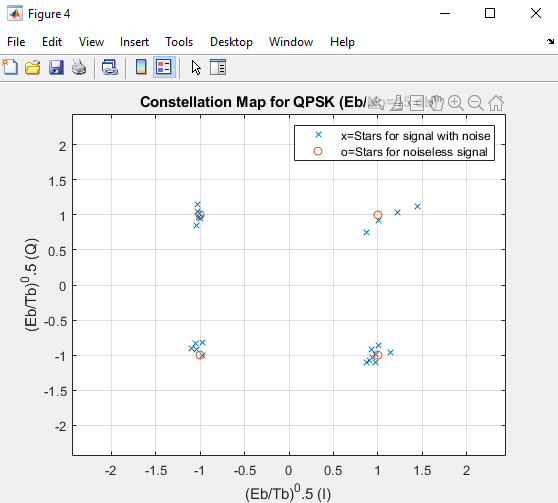 Figure 4
File Edit View Insert Tools Desktop Window Help
Constellation Map for QPSK (Eb/
x=Stars for signal with noise
o=Stars for noiseless signal
2
1.5
1
0.5
0
-0.5
-1
-1.5
-2
(Eb/Tb)^0.5 (Q)
-2 -1.5 -1 -0.5 0 0.5 1 1.5 2
(Eb/Tb)^0.5 (I)